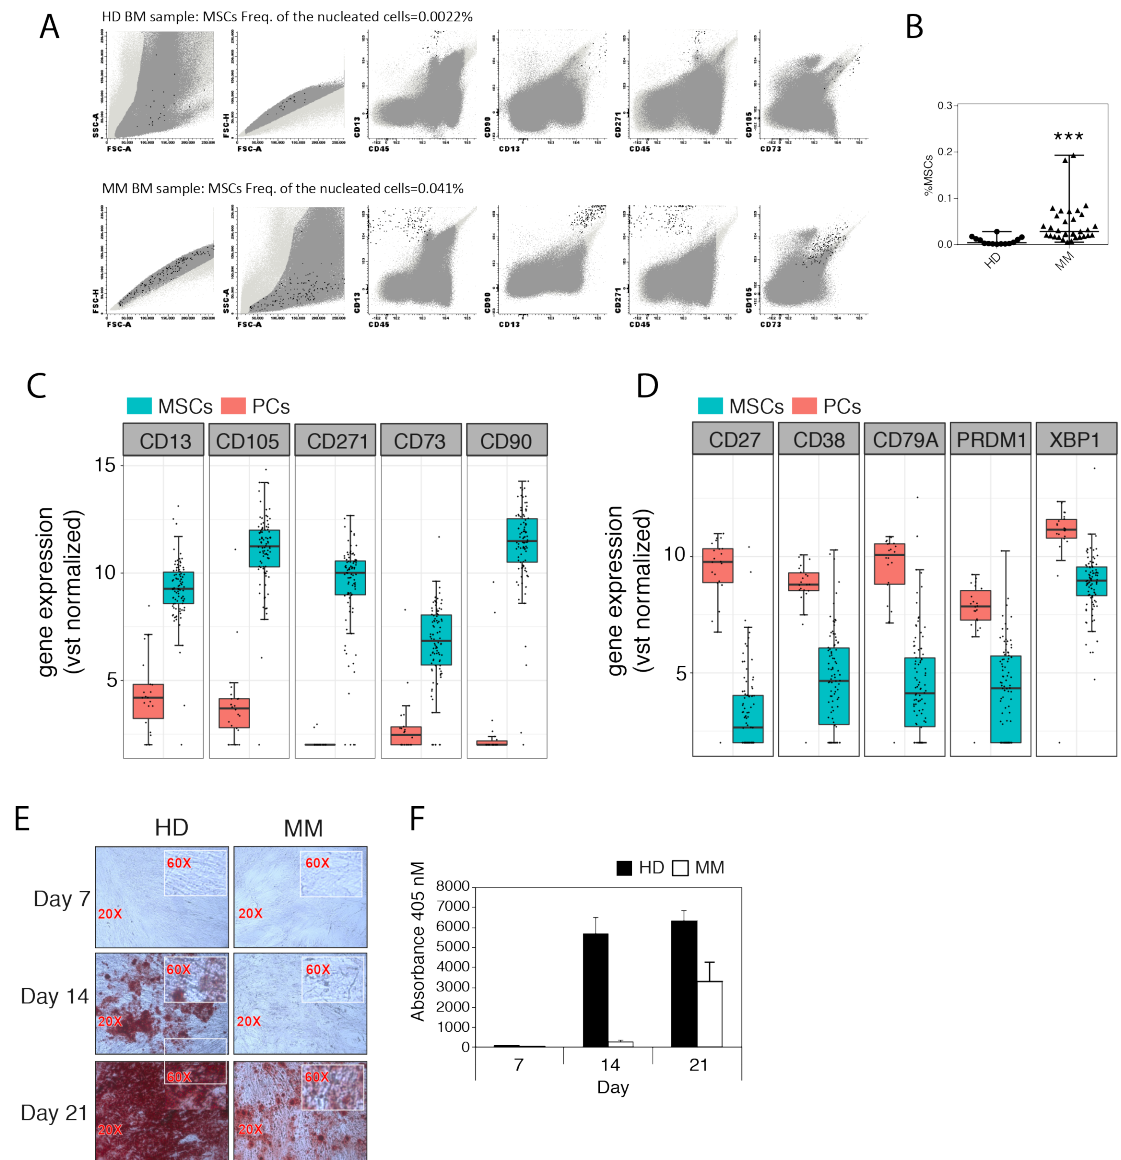 A
HD BM sample: MSCs Freq. of the nucleated cells=0.0022%
SSC-A
FSC-A
FSC-H
FSC-A
CD13
CD45
CD90
CD13
CD271
CD45
CD105
CD73
MM BM sample: MSCs Freq. of the nucleated cells=0.041%
FSC-H
FSC-A
SSC-A
FSC-A
CD13
CD45
CD90
CD13
CD271
CD45
CD105
CD73
B
0.3
0.2
0.1
0.0
%MSCs
***
HD
MM
C
MSCs PCs
CD13 CD105 CD271 CD73 CD90
15
10
5
gene expression
(vst normalized)
D
MSCs PCs
CD27 CD38 CD79A PRDM1 XBP1
10
5
gene expression
(vst normalized)
E
HD MM
Day 7
60X 60X
20X 20X
Day 14
60X 60X
20X 20X
Day 21
60X 60X
20X 20X
F
HD MM
Absorbance 405 nM
8000
7000
6000
5000
4000
3000
2000
1000
0
7 14 21
Day